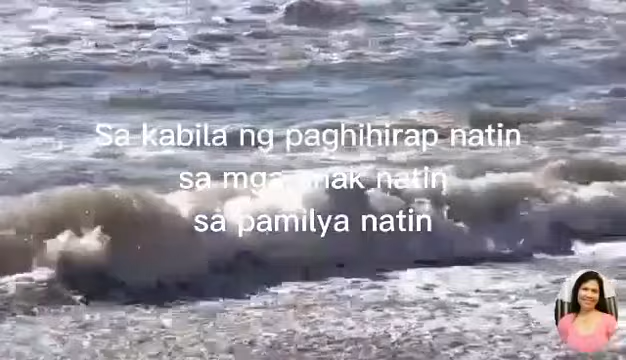 Sa kabila ng paghihirap natin
sa mga anak natin
sa pamilya natin